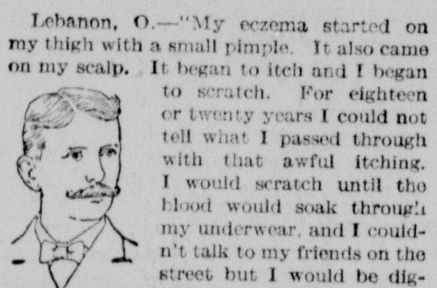 Lebanon, O.—"My eczema started on
my thigh with a small pimple. It also came
on my scalp. It began to itch and I began
to scratch. For eighteen
or twenty years I could not
tell what I passed through
with that awful itching.
I would scratch until the
blood would soak through
my underwear, and I could-
n't talk to my friends on the
street but I would be dig-